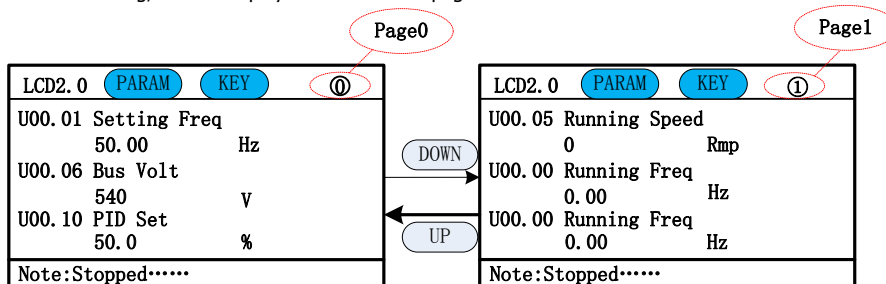 Page0
LCD2.0 PARAM KEY ⓪
U00.01 Setting Freq
50.00 Hz
U00.06 Bus Volt
540 V
U00.10 PID Set
50.0 %
Note:Stopped······
DOWN
UP
Page1
LCD2.0 PARAM KEY ①
U00.05 Running Speed
0 Rmp
U00.00 Running Freq
0.00 Hz
U00.00 Running Freq
0.00 Hz
Note:Stopped······